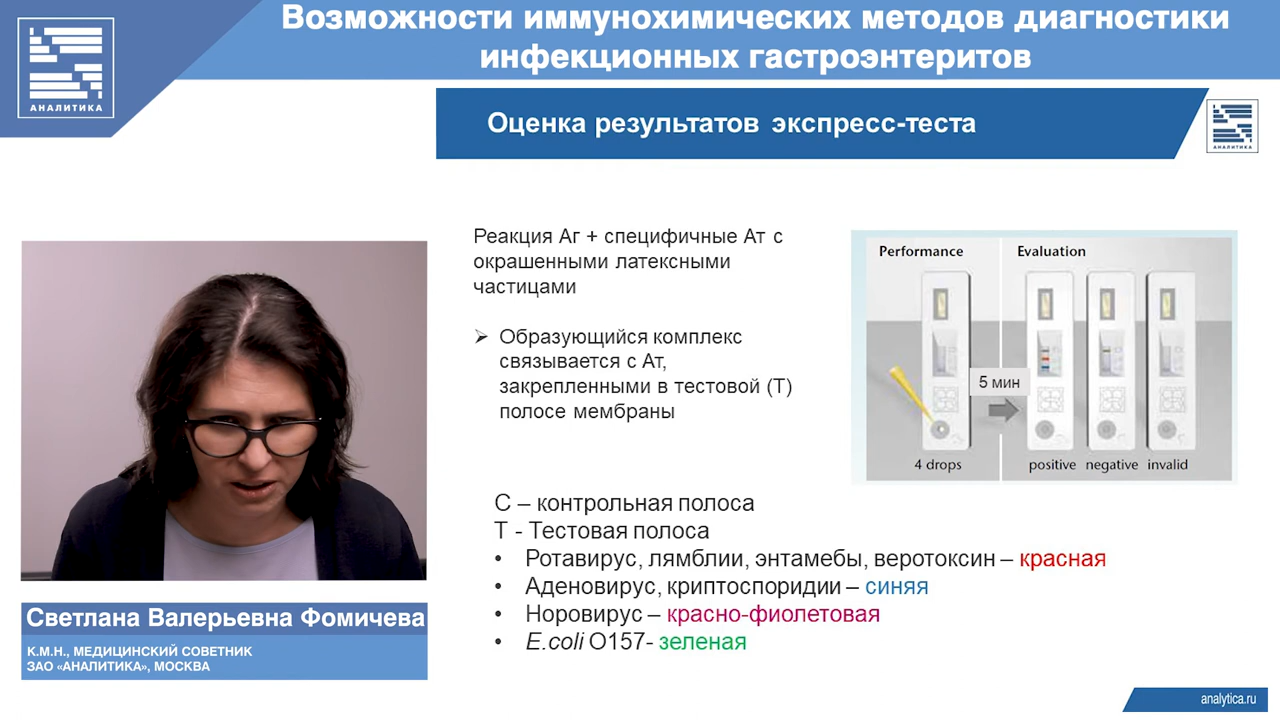 Возможности иммунохимических методов диагностики
инфекционных гастроэнтеритов
АНАЛИТИКА
Оценка результатов экспресс-теста
АНАЛИТИКА
Реакция Аг + специфичные Ат с
окрашенными латексными
частицами
Образующийся комплекс
связывается с Ат,
закрепленными в тестовой (Т)
полосе мембраны
Performance
Evaluation
5 мин
4 drops
positive negative invalid
С – контрольная полоса
Т - Тестовая полоса
• Ротавирус, лямблии, энтамебы, веротоксин – красная
• Аденовирус, криптоспоридии – синяя
• Норовирус – красно-фиолетовая
• E.coli O157- зеленая
Светлана Валерьевна Фомичева
К.М.Н., МЕДИЦИНСКИЙ СОВЕТНИК
ЗАО «АНАЛИТИКА», МОСКВА
analytica.ru